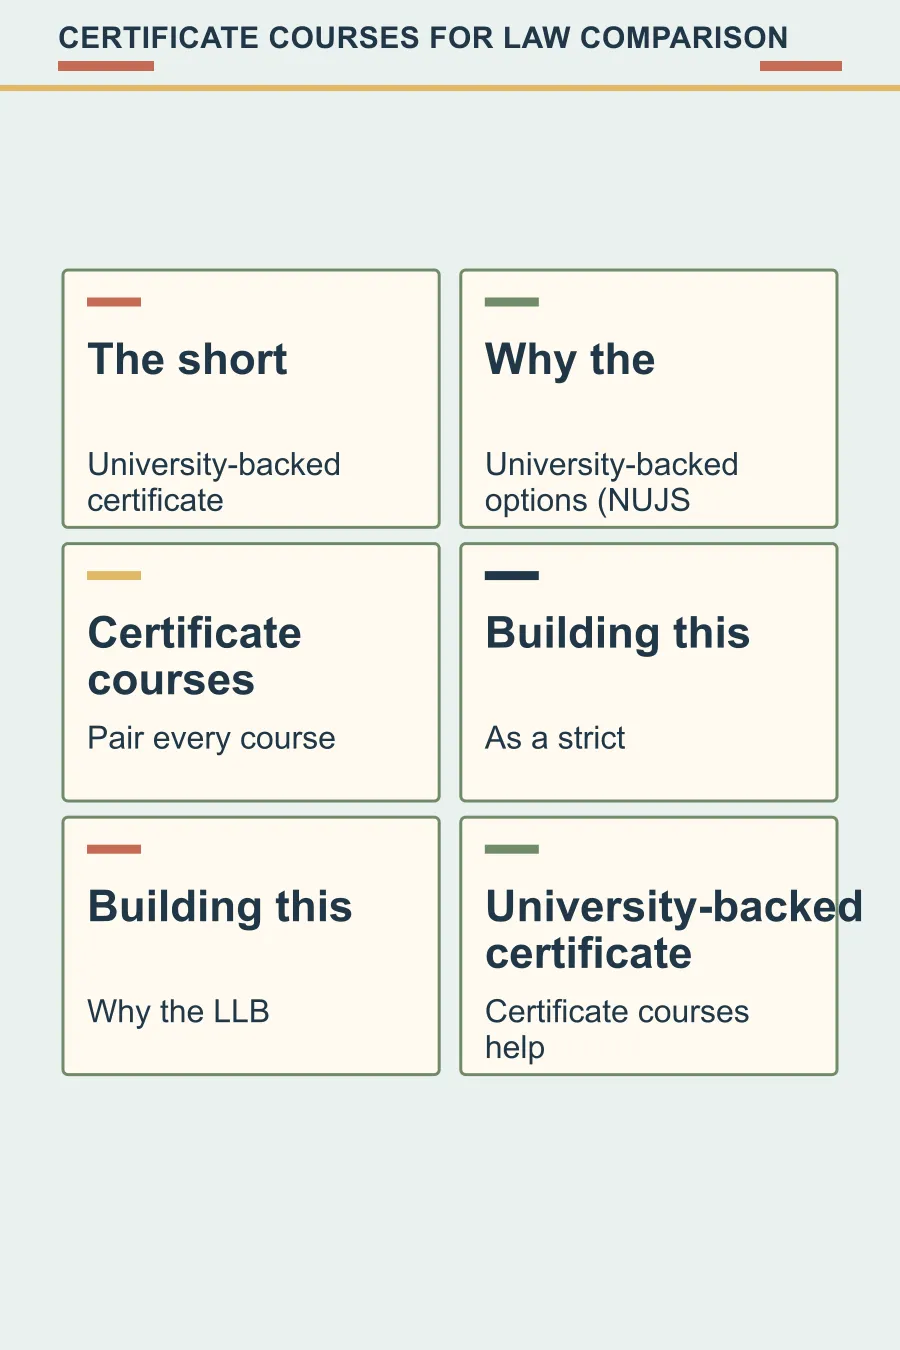 CERTIFICATE COURSES FOR LAW COMPARISON
The short
University-backed
certificate
Why the
University-backed
options (NUJS
Certificate
courses
Pair every course
Building this
As a strict
Building this
Why the LLB
University-backed
certificate
Certificate courses
help